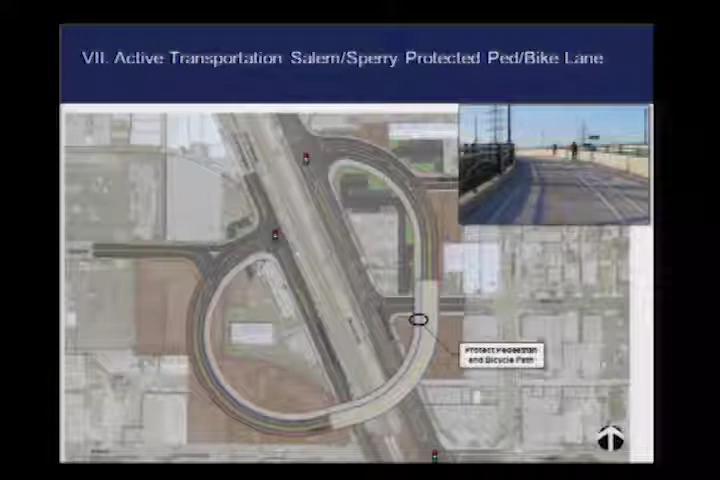 VII. Active Transportation Salem/Sperry Protected Ped/Bike Lane
Protect Pedestrian
and Bicycle Path